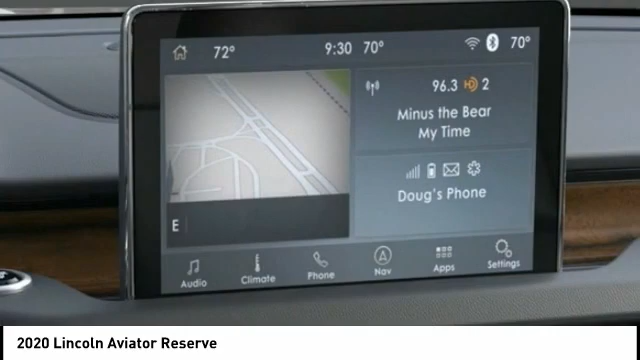 72° 9:30 70° 70°
96.3 2
Minus the Bear
My Time
Doug's Phone
E
Audio Climate Phone Nav Apps Settings
2020 Lincoln Aviator Reserve